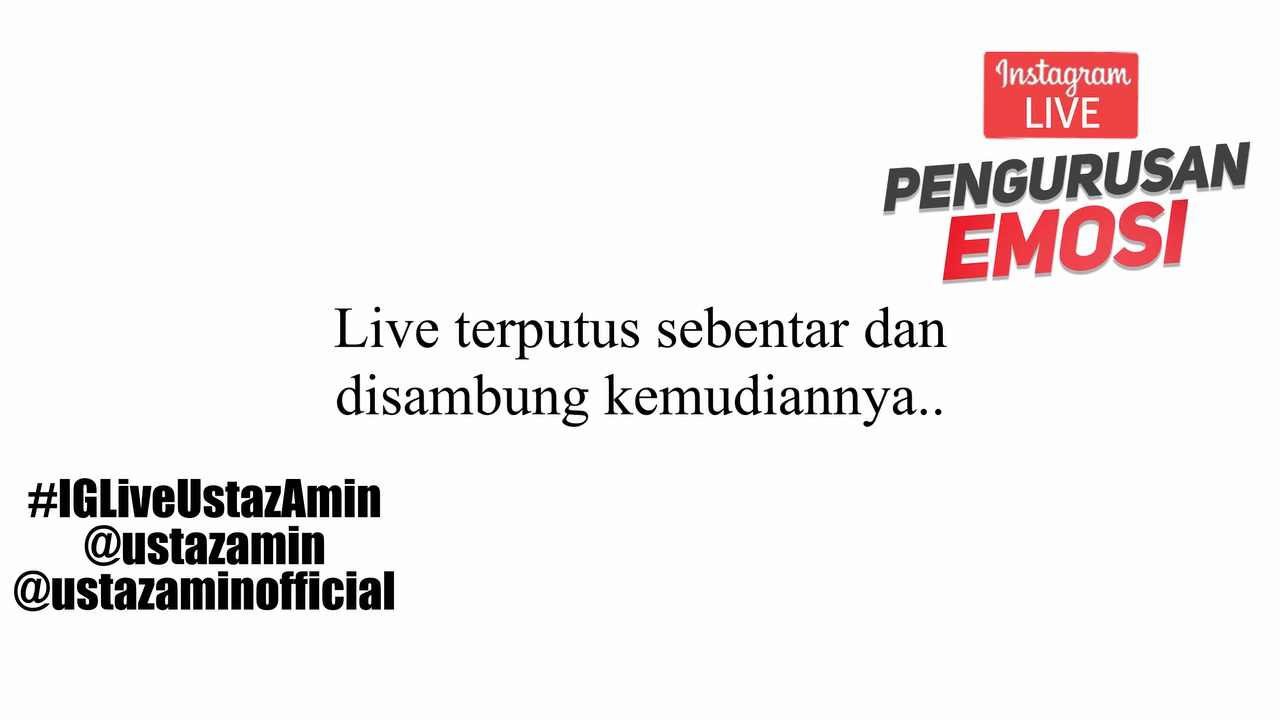 Instagram
LIVE
PENGURUSAN
EMOSI
Live terputus sebentar dan
disambung kemudiannya..
#IGLiveUstazAmin
@ustazamin
@ustazaminofficial